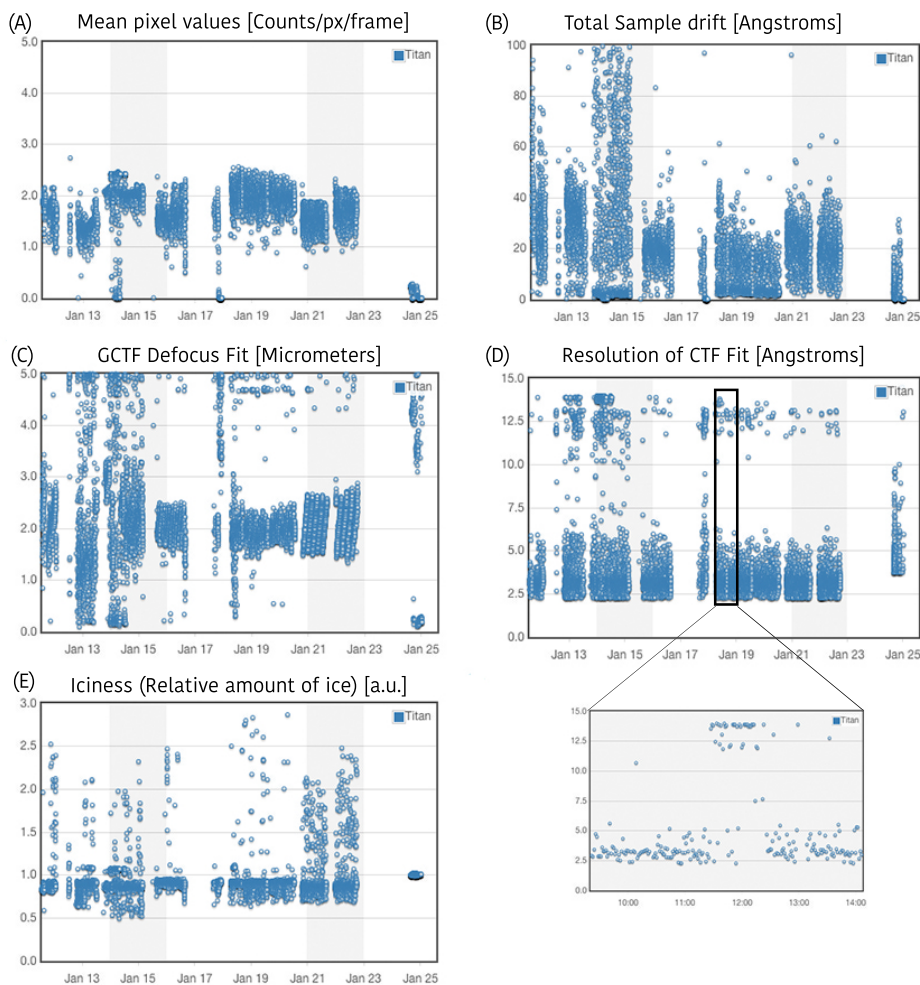 (A) Mean pixel values [Counts/px/frame]
5.0
Titan
4.0
3.0
2.0
1.0
0.0
Jan 13 Jan 15 Jan 17 Jan 19 Jan 21 Jan 23 Jan 25
(B) Total Sample drift [Angstroms]
100
Titan
80
60
40
20
0
Jan 13 Jan 15 Jan 17 Jan 19 Jan 21 Jan 23 Jan 25
(C) GCTF Defocus Fit [Micrometers]
5.0
Titan
4.0
3.0
2.0
1.0
0.0
Jan 13 Jan 15 Jan 17 Jan 19 Jan 21 Jan 23 Jan 25
(D) Resolution of CTF Fit [Angstroms]
15.0
Titan
12.5
10.0
7.5
5.0
2.5
0.0
Jan 13 Jan 15 Jan 17 Jan 19 Jan 21 Jan 23 Jan 25
15.0
Titan
12.5
10.0
7.5
5.0
2.5
0.0
10:00 11:00 12:00 13:00 14:00
(E) Iciness (Relative amount of ice) [a.u.]
3.0
Titan
2.5
2.0
1.5
1.0
0.5
0.0
Jan 13 Jan 15 Jan 17 Jan 19 Jan 21 Jan 23 Jan 25